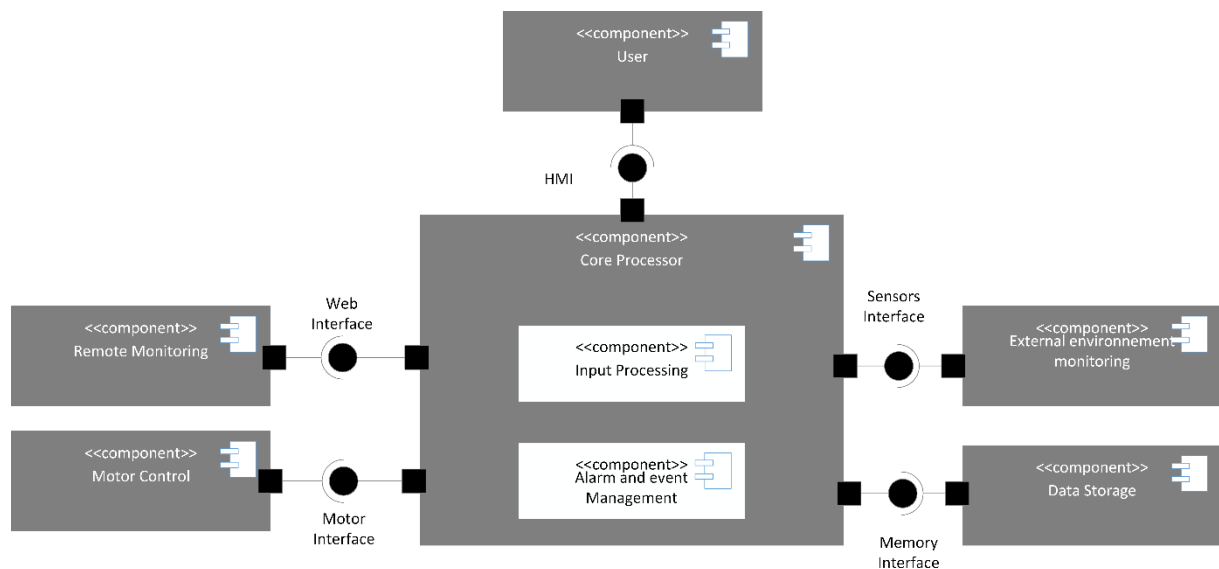 <<component>>
User
HMI
<<component>>
Core Processor
Web
Interface
Sensors
Interface
<<component>>
Remote Monitoring
<<component>>
Input Processing
<<component>>
External environnement
monitoring
<<component>>
Motor Control
<<component>>
Alarm and event
Management
<<component>>
Data Storage
Motor
Interface
Memory
Interface